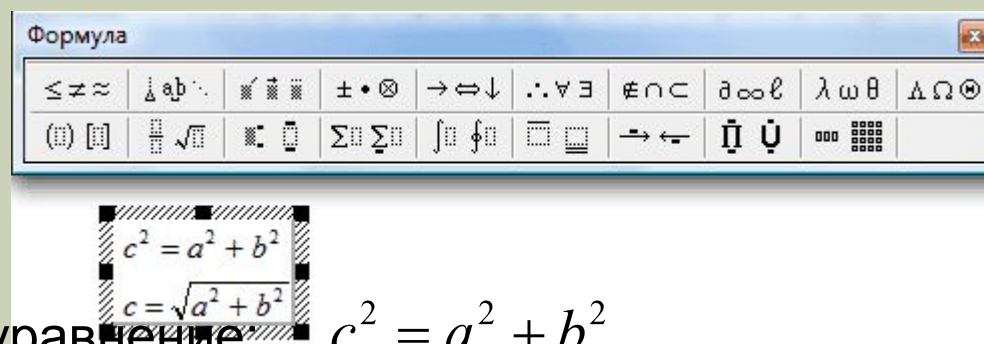 Формула
≤ ≠ ≈ ± • ⊗ → ⇔ ↓ ∴ ∀ ∃ ∉ ∩ ⊂ ∂ ∞ ℓ λ ω θ Λ Ω Θ
c² = a² + b²
c = √(a² + b²)
уравнение: c² = a² + b²